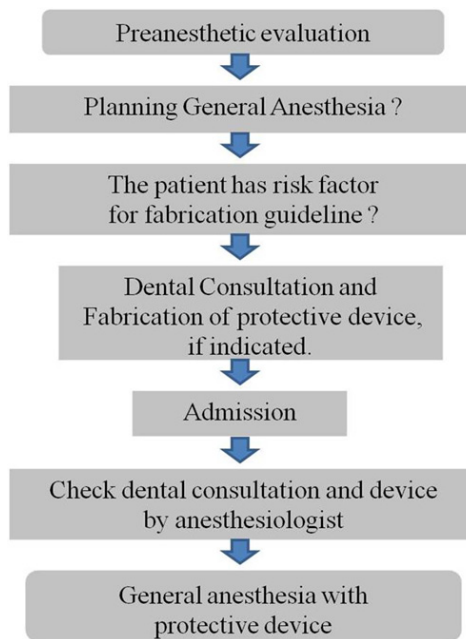 Preanesthetic evaluation
Planning General Anesthesia ?
The patient has risk factor
for fabrication guideline ?
Dental Consultation and
Fabrication of protective device,
if indicated.
Admission
Check dental consultation and device
by anesthesiologist
General anesthesia with
protective device